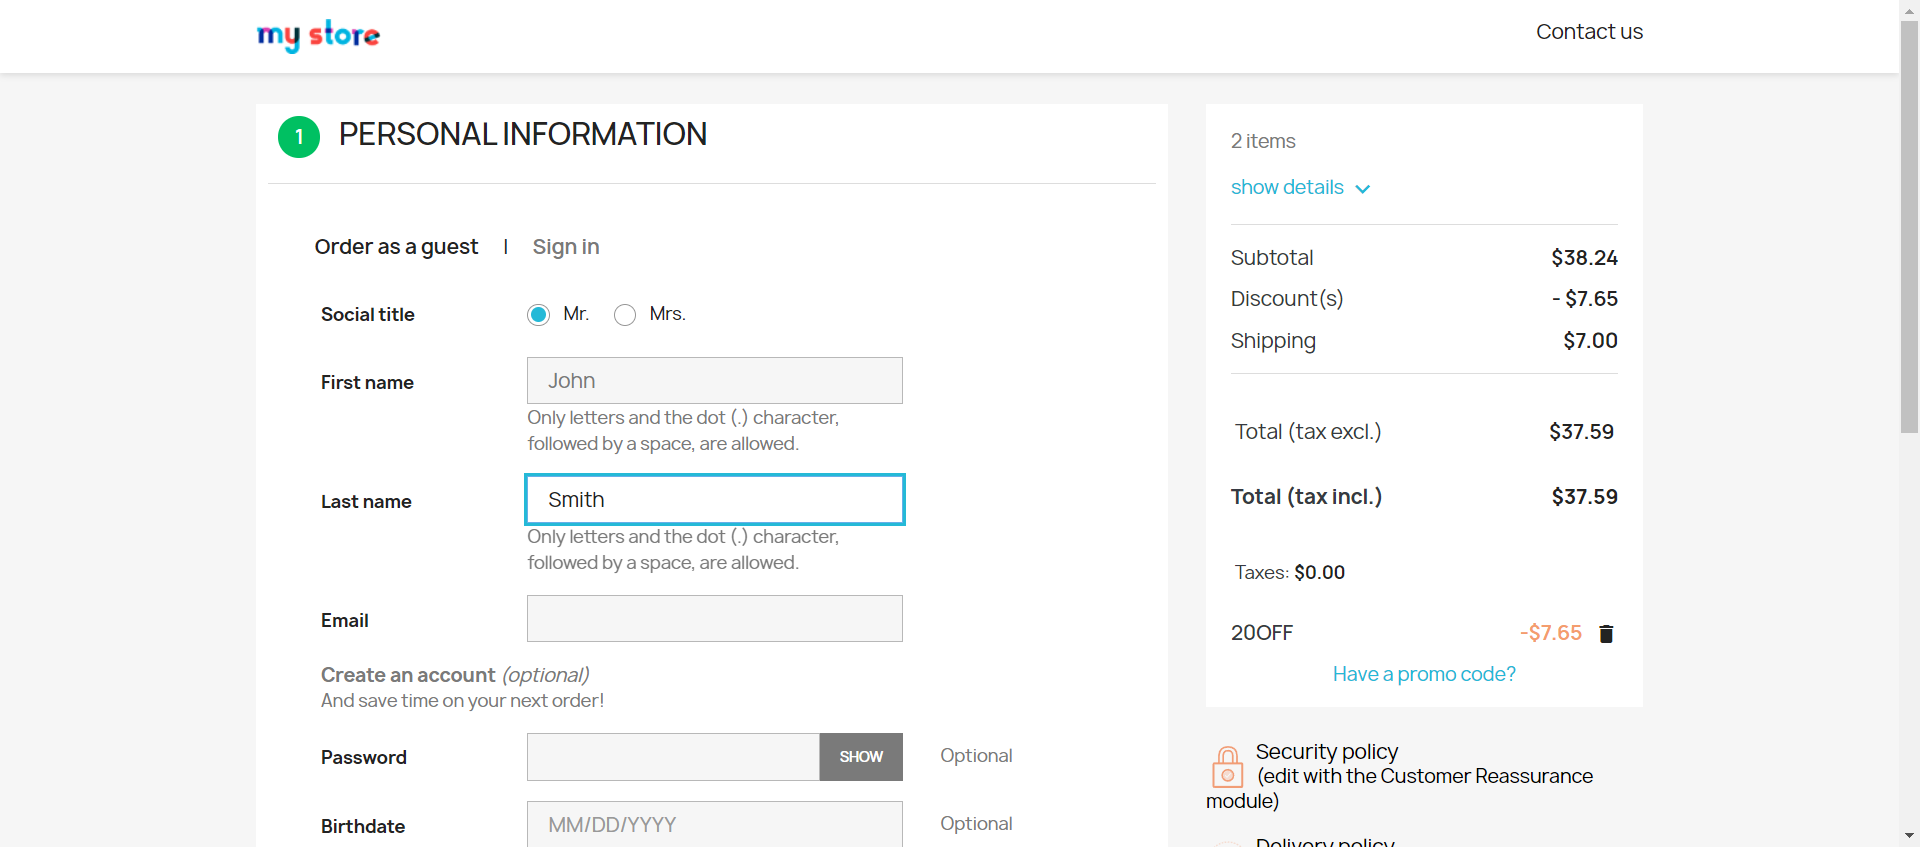 my store
Contact us
1 PERSONAL INFORMATION
Order as a guest | Sign in
Social title Mr. Mrs.
First name John
Only letters and the dot (.) character,
followed by a space, are allowed.
Last name Smith
Only letters and the dot (.) character,
followed by a space, are allowed.
Email
Create an account (optional)
And save time on your next order!
Password SHOW Optional
Birthdate MM/DD/YYYY Optional
2 items
show details
Subtotal $38.24
Discount(s) - $7.65
Shipping $7.00
Total (tax excl.) $37.59
Total (tax incl.) $37.59
Taxes: $0.00
20OFF -$7.65
Have a promo code?
Security policy
(edit with the Customer Reassurance
module)
Delivery policy